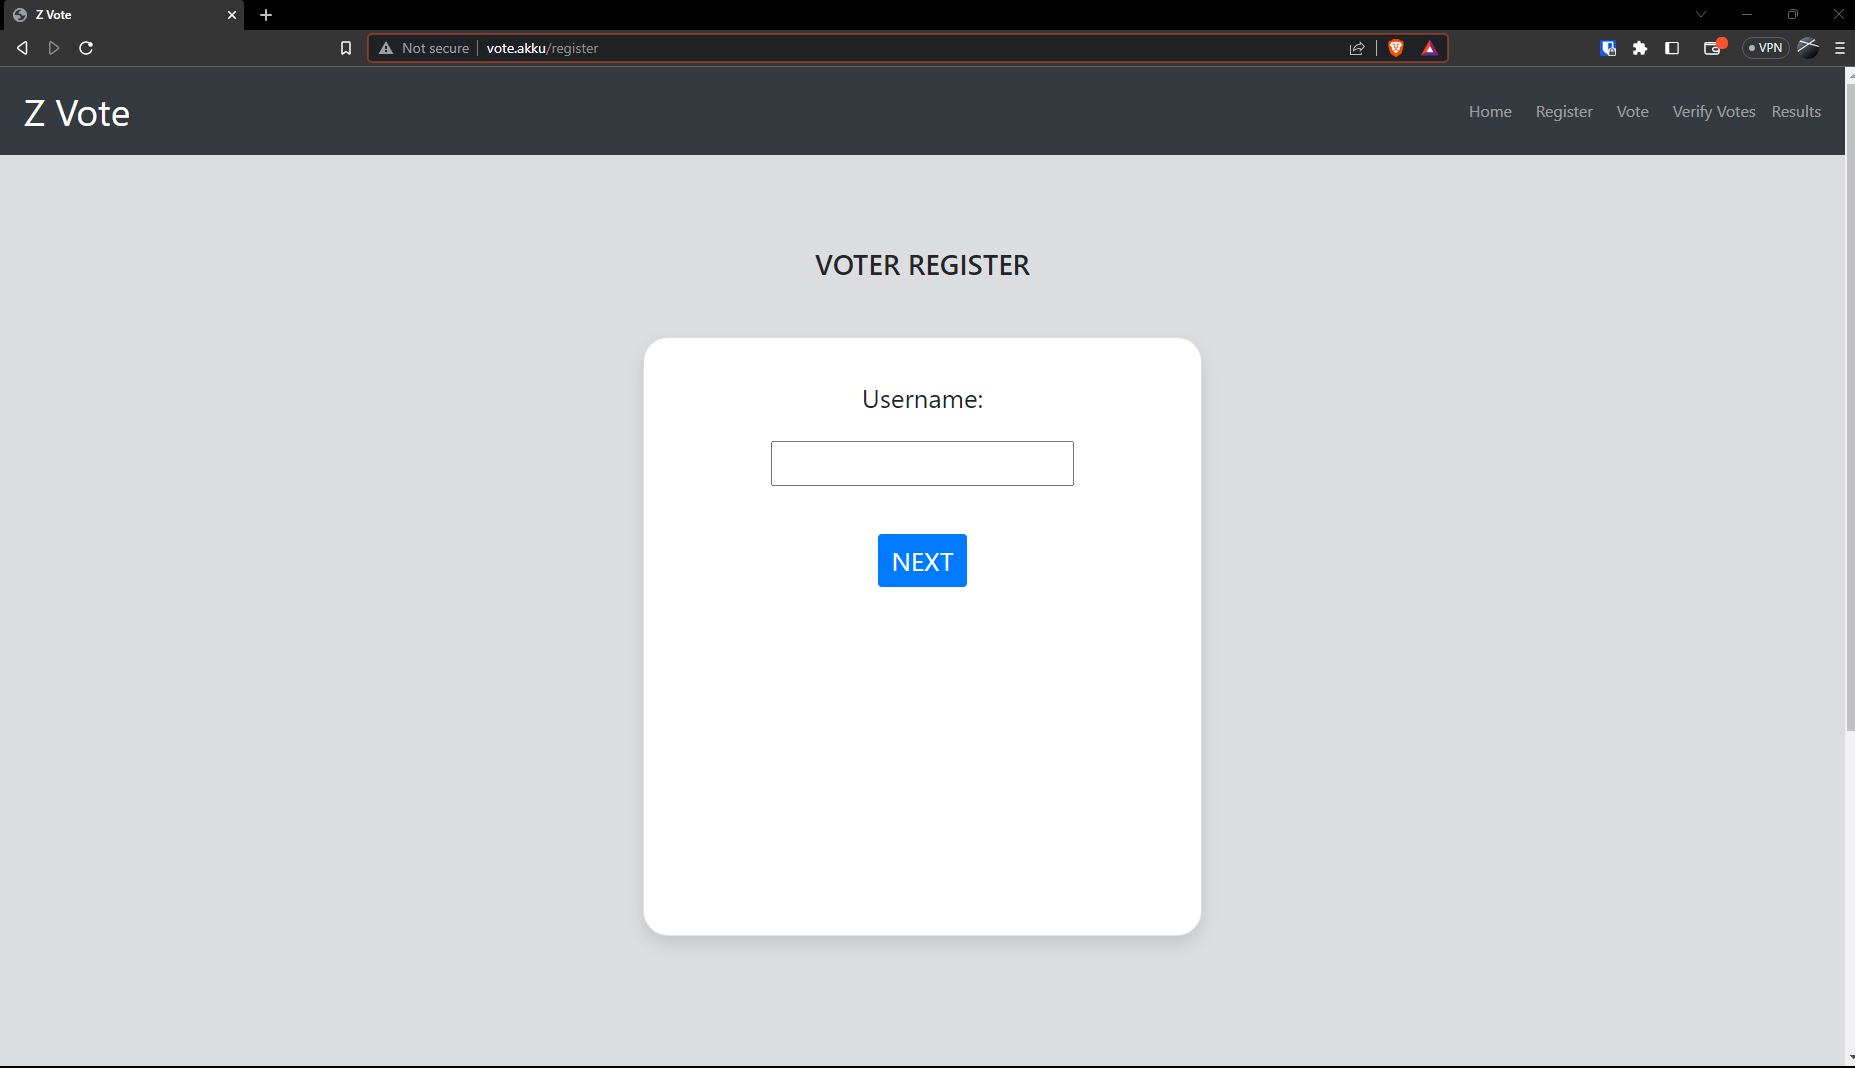 Z Vote
Not secure vote.akku/register
VPN
Z Vote
Home Register Vote Verify Votes Results
VOTER REGISTER
Username:
NEXT